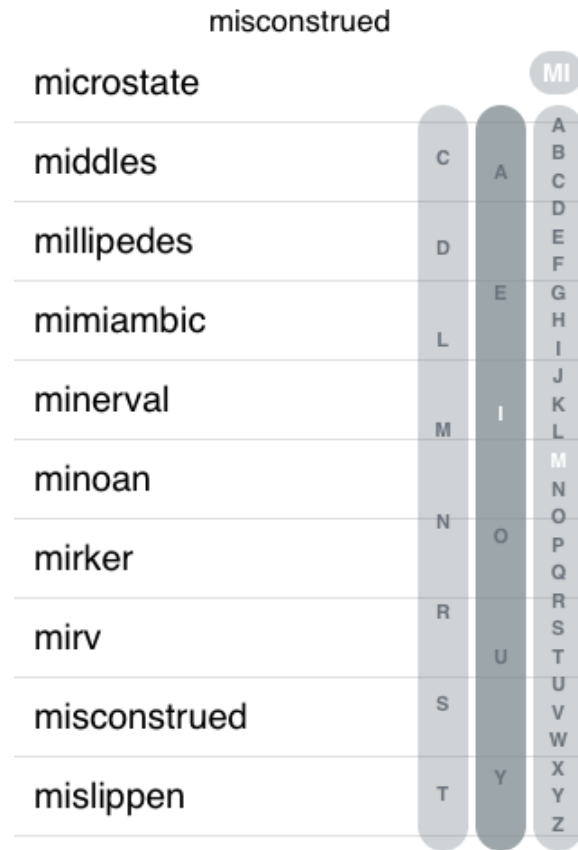 misconstrued
microstate
middles
millipedes
mimiambic
minerval
minoan
mirker
mirv
misconstrued
mislippen
C
D
L
M
N
R
S
T
A
E
I
O
U
Y
MI
A
B
C
D
E
F
G
H
I
J
K
L
M
N
O
P
Q
R
S
T
U
V
W
X
Y
Z